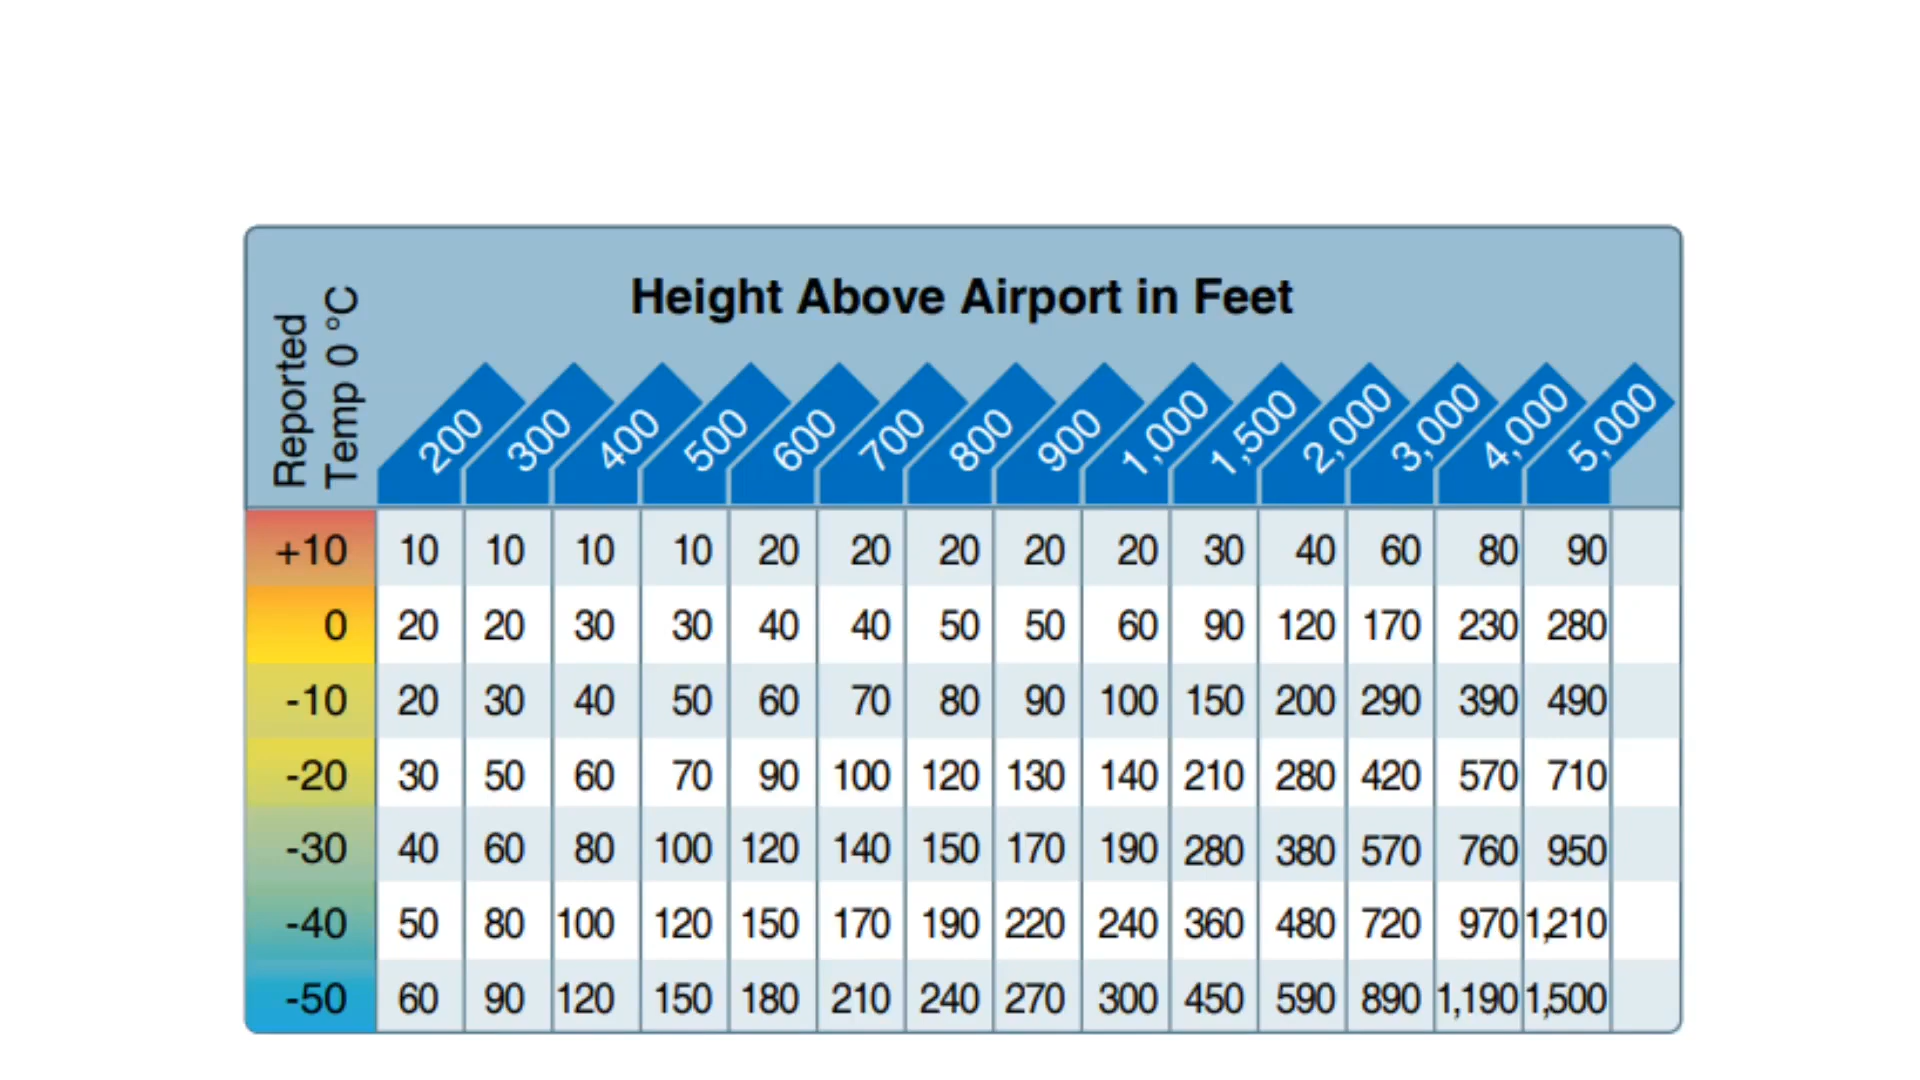 Height Above Airport in Feet
Reported
Temp 0 °C
200 300 400 500 600 700 800 900 1,000 1,500 2,000 3,000 4,000 5,000
+10 10 10 10 10 20 20 20 20 20 30 40 60 80 90
0 20 20 30 30 40 40 50 50 60 90 120 170 230 280
-10 20 30 40 50 60 70 80 90 100 150 200 290 390 490
-20 30 50 60 70 90 100 120 130 140 210 280 420 570 710
-30 40 60 80 100 120 140 150 170 190 280 380 570 760 950
-40 50 80 100 120 150 170 190 220 240 360 480 720 970 1,210
-50 60 90 120 150 180 210 240 270 300 450 590 890 1,190 1,500